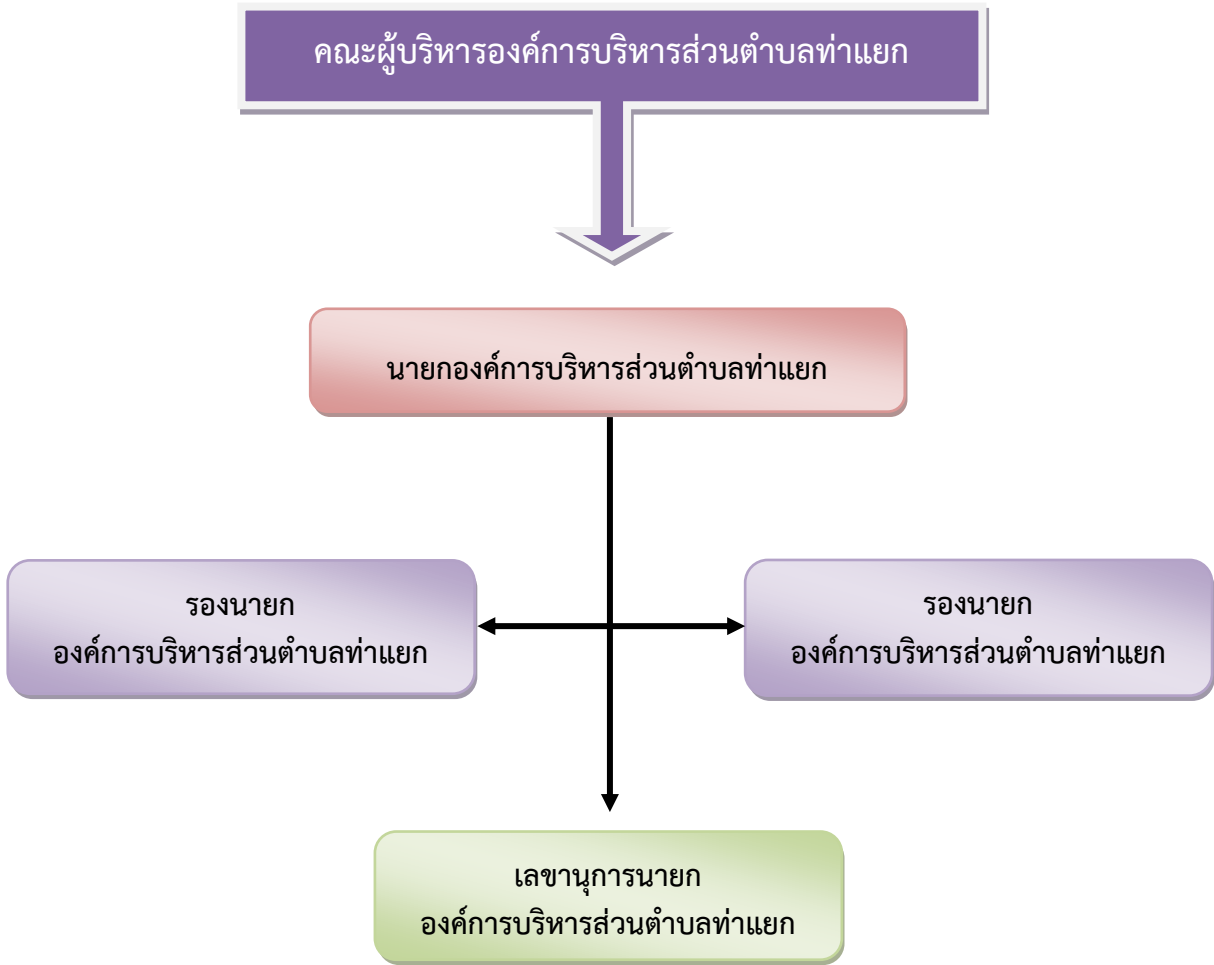 คณะผู้บริหารองค์การบริหารส่วนตำบลท่าแยก
นายกองค์การบริหารส่วนตำบลท่าแยก
รองนายก
องค์การบริหารส่วนตำบลท่าแยก
รองนายก
องค์การบริหารส่วนตำบลท่าแยก
เลขานุการนายก
องค์การบริหารส่วนตำบลท่าแยก